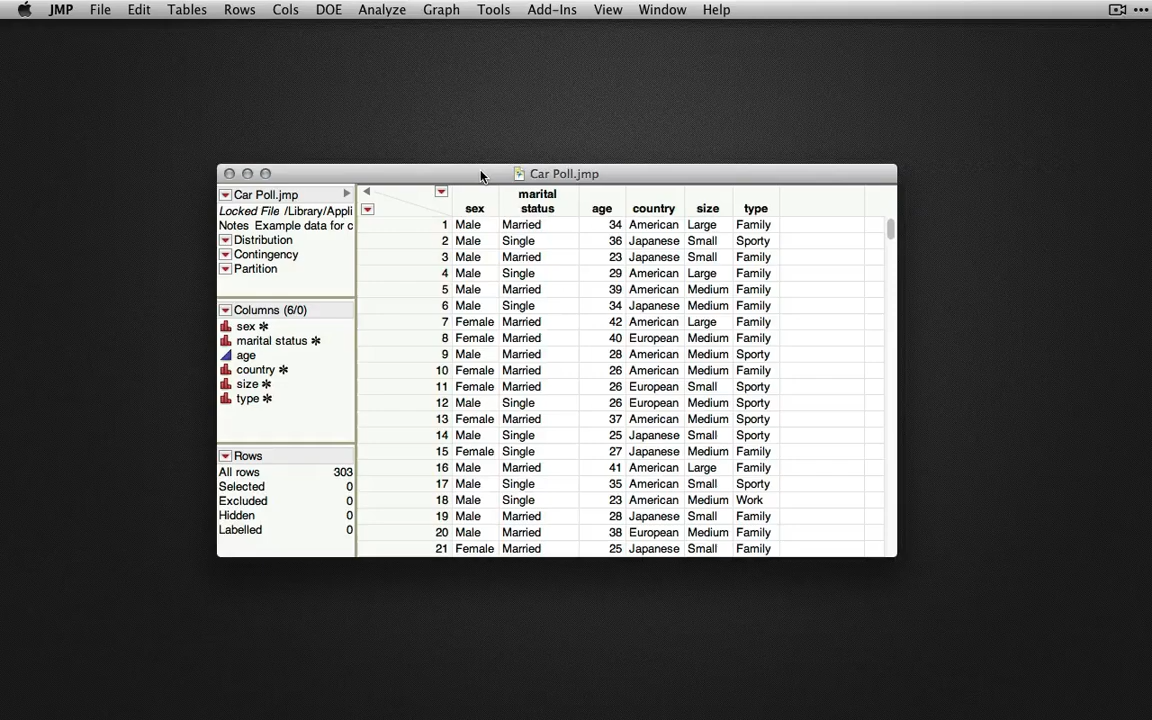 JMP File Edit Tables Rows Cols DOE Analyze Graph Tools Add-Ins View Window Help
Car Poll.jmp
Car Poll.jmp
Locked File /Library/Appli
Notes Example data for c
Distribution
Contingency
Partition
Columns (6/0)
sex
marital status
age
country
size
type
Rows
All rows 303
Selected 0
Excluded 0
Hidden 0
Labelled 0
sex marital status age country size type
1 Male Married 34 American Large Family
2 Male Single 36 Japanese Small Sporty
3 Male Married 23 Japanese Small Family
4 Male Single 29 American Large Family
5 Male Married 39 American Medium Family
6 Male Single 34 Japanese Medium Family
7 Female Married 42 American Large Family
8 Female Married 40 European Medium Family
9 Male Married 28 American Medium Sporty
10 Female Married 26 American Medium Family
11 Female Married 26 European Small Sporty
12 Male Single 26 European Medium Family
13 Female Married 37 American Medium Sporty
14 Male Single 25 Japanese Small Sporty
15 Female Single 27 Japanese Medium Family
16 Male Married 41 American Large Family
17 Male Single 35 American Small Sporty
18 Male Single 23 American Medium Work
19 Male Married 28 Japanese Small Family
20 Male Married 38 European Medium Family
21 Female Married 25 Japanese Small Family